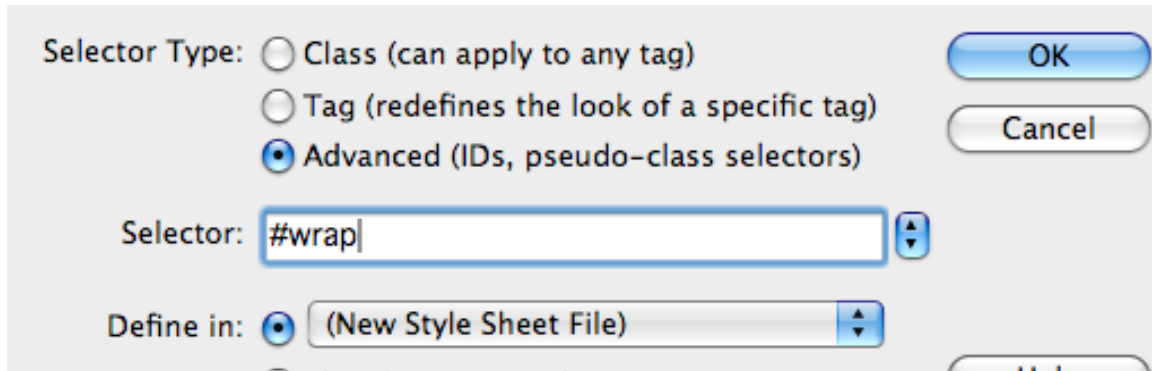 Selector Type: Class (can apply to any tag)
OK
Tag (redefines the look of a specific tag)
Cancel
Advanced (IDs, pseudo-class selectors)
Selector: #wrap
Define in: (New Style Sheet File)